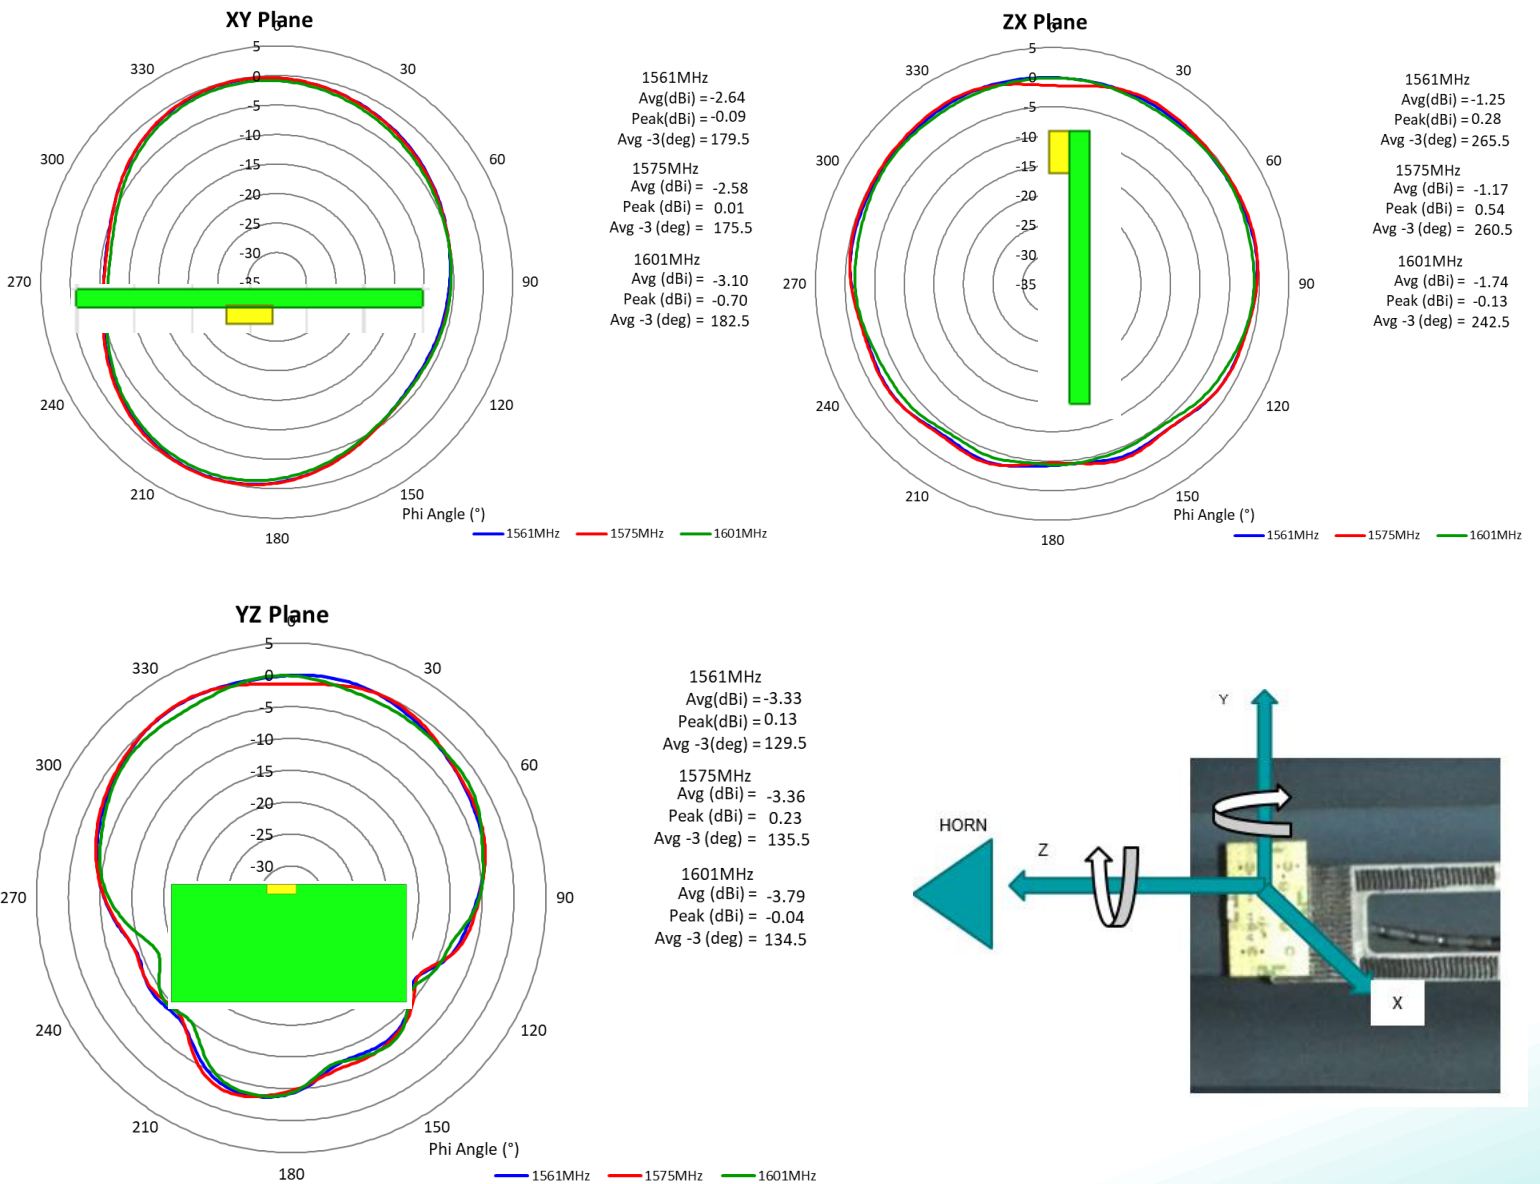 XY Plane
0
5
0
-5
-10
-15
-20
-25
-30
-35
30
60
90
120
150
180
210
240
270
300
330
Phi Angle (°)
1561MHz
1575MHz
1601MHz
1561MHz
Avg(dBi) =-2.64
Peak(dBi) =-0.09
Avg -3(deg) =179.5
1575MHz
Avg (dBi) = -2.58
Peak (dBi) = 0.01
Avg -3 (deg) = 175.5
1601MHz
Avg (dBi) = -3.10
Peak (dBi) = -0.70
Avg -3 (deg) = 182.5
ZX Plane
0
5
0
-5
-10
-15
-20
-25
-30
-35
30
60
90
120
150
180
210
240
270
300
330
Phi Angle (°)
1561MHz
1575MHz
1601MHz
1561MHz
Avg(dBi) =-1.25
Peak(dBi) = 0.28
Avg -3(deg) =265.5
1575MHz
Avg (dBi) = -1.17
Peak (dBi) = 0.54
Avg -3 (deg) = 260.5
1601MHz
Avg (dBi) = -1.74
Peak (dBi) = -0.13
Avg -3 (deg) = 242.5
YZ Plane
0
5
0
-5
-10
-15
-20
-25
-30
30
60
90
120
150
180
210
240
270
300
330
Phi Angle (°)
1561MHz
1575MHz
1601MHz
1561MHz
Avg(dBi) =-3.33
Peak(dBi) =0.13
Avg -3(deg) =129.5
1575MHz
Avg (dBi) = -3.36
Peak (dBi) = 0.23
Avg -3 (deg) = 135.5
1601MHz
Avg (dBi) = -3.79
Peak (dBi) = -0.04
Avg -3 (deg) = 134.5
Y
HORN
Z
X